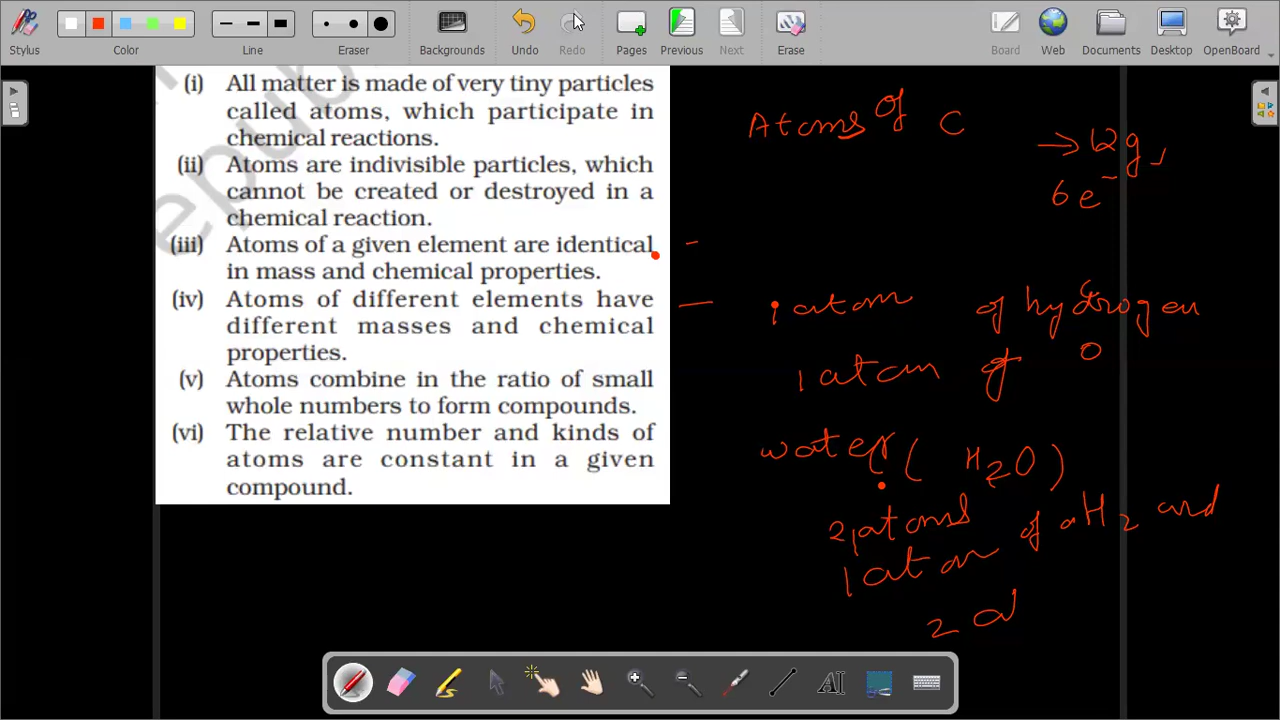 Stylus Color Line Eraser Backgrounds Undo Redo Pages Previous Next Erase Board Web Documents Desktop OpenBoard
(i) All matter is made of very tiny particles
called atoms, which participate in
chemical reactions.
(ii) Atoms are indivisible particles, which
cannot be created or destroyed in a
chemical reaction.
(iii) Atoms of a given element are identical
in mass and chemical properties.
(iv) Atoms of different elements have
different masses and chemical
properties.
(v) Atoms combine in the ratio of small
whole numbers to form compounds.
(vi) The relative number and kinds of
atoms are constant in a given
compound.
Atoms of C
→ 12g,
6e⁻
1 atom of hydrogen
1 atom of O
water ( H2O )
2 atoms of H2 and
1 atom
2